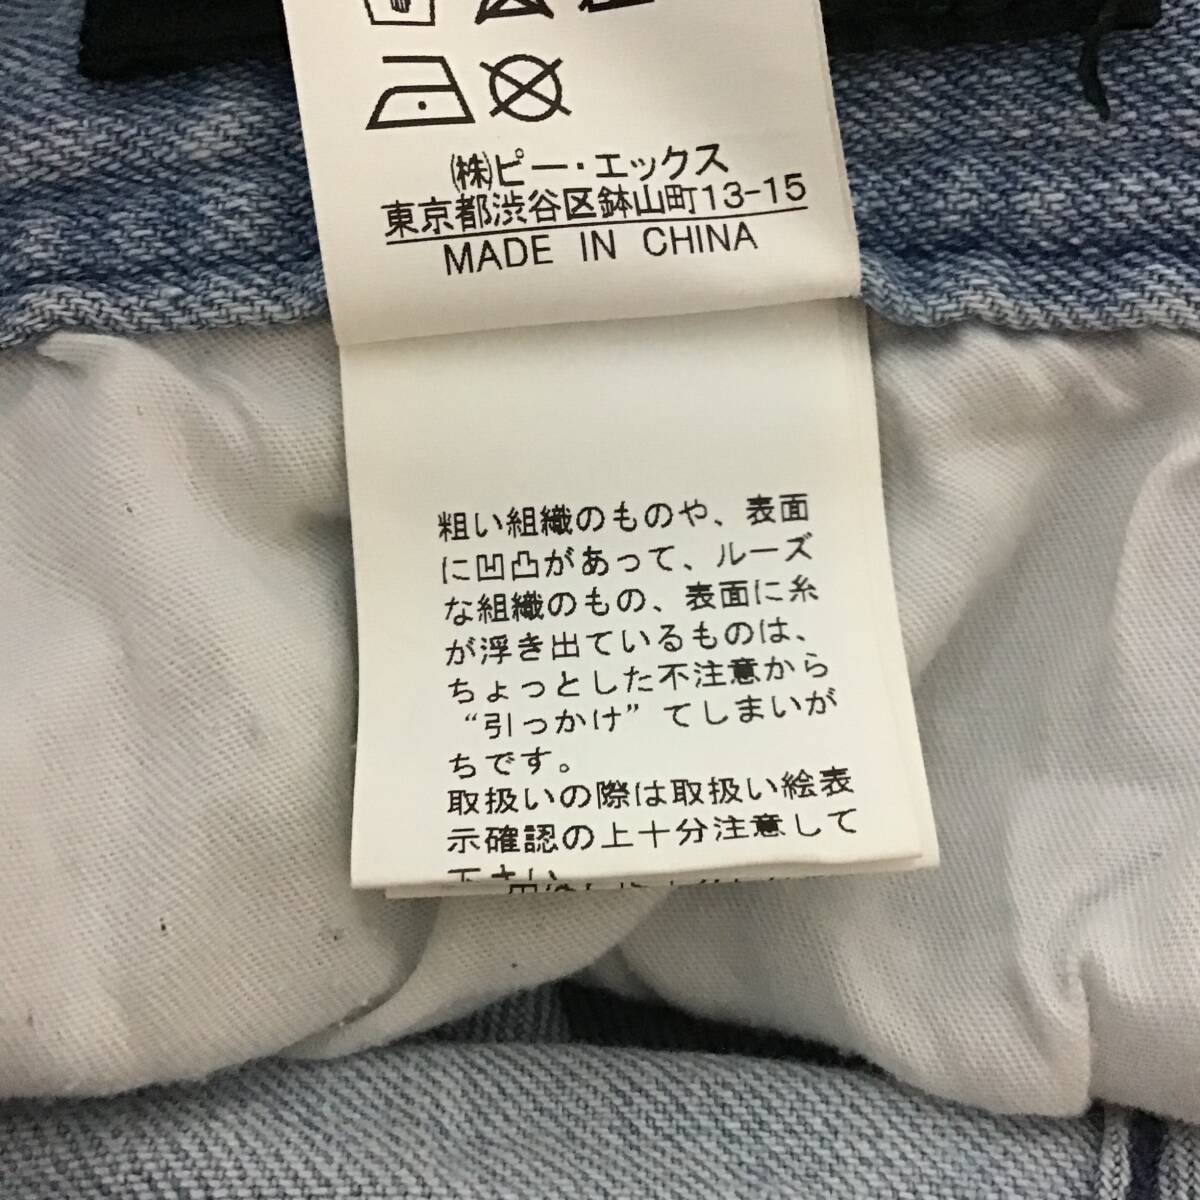 ㈱ピー・エックス
東京都渋谷区鉢山町13-15
MADE IN CHINA
粗い組織のものや、表面
に凹凸があって、ルーズ
な組織のもの、表面に糸
が浮き出ているものは、
ちょっとした不注意から
“引っかけ”てしまいが
ちです。
取扱いの際は取扱い絵表
示確認の上十分注意して
下さい